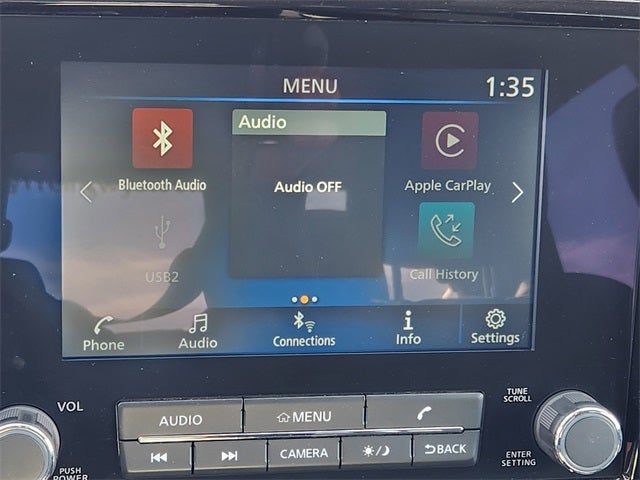 MENU 1:35
Audio
Bluetooth Audio
Audio OFF
Apple CarPlay
USB2
Call History
Phone Audio Connections Info Settings
VOL
TUNE
SCROLL
AUDIO MENU
CAMERA BACK
PUSH
POWER
ENTER
SETTING